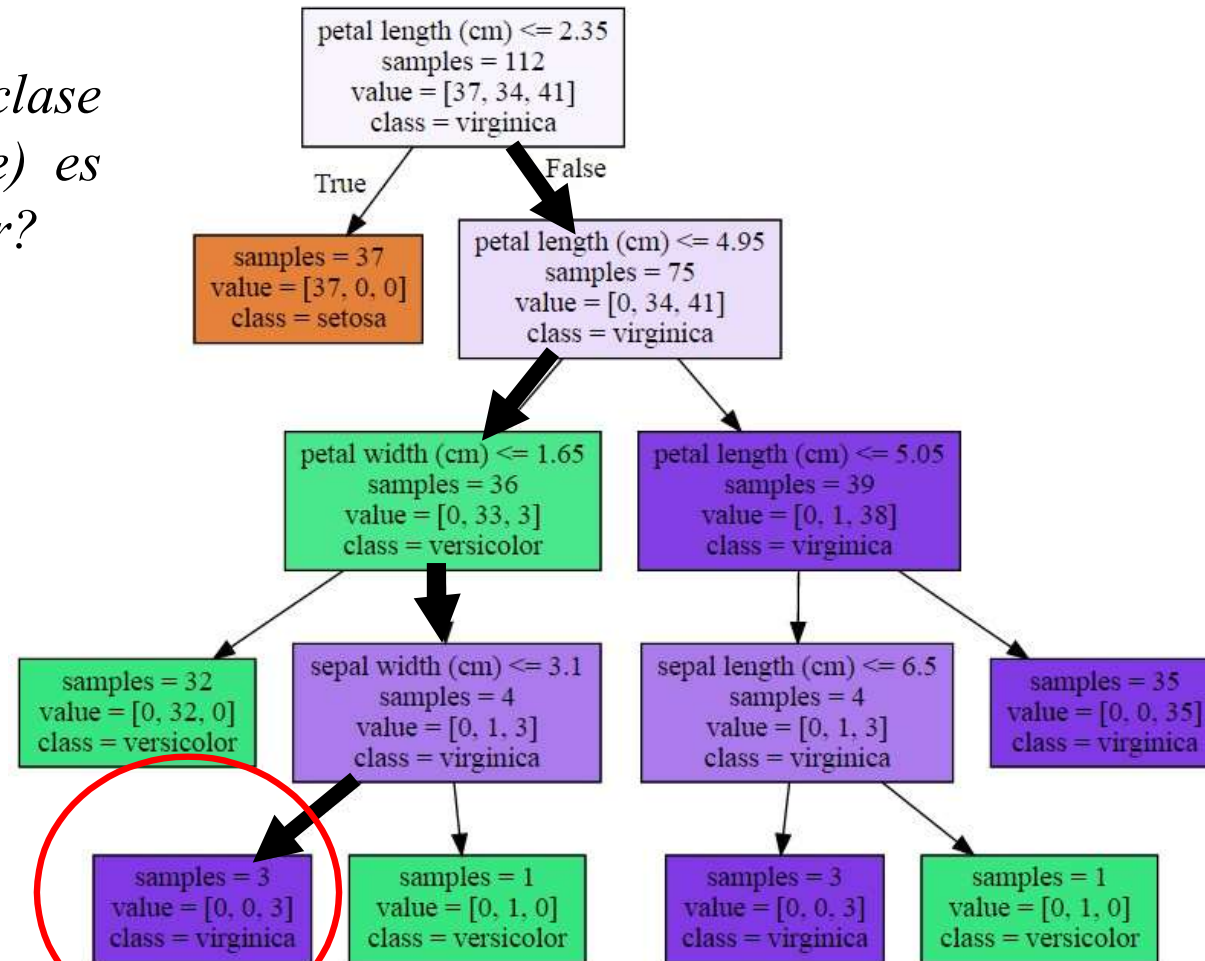 clase
e) es
r?
petal length (cm) <= 2.35
samples = 112
value = [37, 34, 41]
class = virginica
True
False
samples = 37
value = [37, 0, 0]
class = setosa
petal length (cm) <= 4.95
samples = 75
value = [0, 34, 41]
class = virginica
petal width (cm) <= 1.65
samples = 36
value = [0, 33, 3]
class = versicolor
petal length (cm) <= 5.05
samples = 39
value = [0, 1, 38]
class = virginica
samples = 32
value = [0, 32, 0]
class = versicolor
sepal width (cm) <= 3.1
samples = 4
value = [0, 1, 3]
class = virginica
sepal length (cm) <= 6.5
samples = 4
value = [0, 1, 3]
class = virginica
samples = 35
value = [0, 0, 35]
class = virginica
samples = 3
value = [0, 0, 3]
class = virginica
samples = 1
value = [0, 1, 0]
class = versicolor
samples = 3
value = [0, 0, 3]
class = virginica
samples = 1
value = [0, 1, 0]
class = versicolor